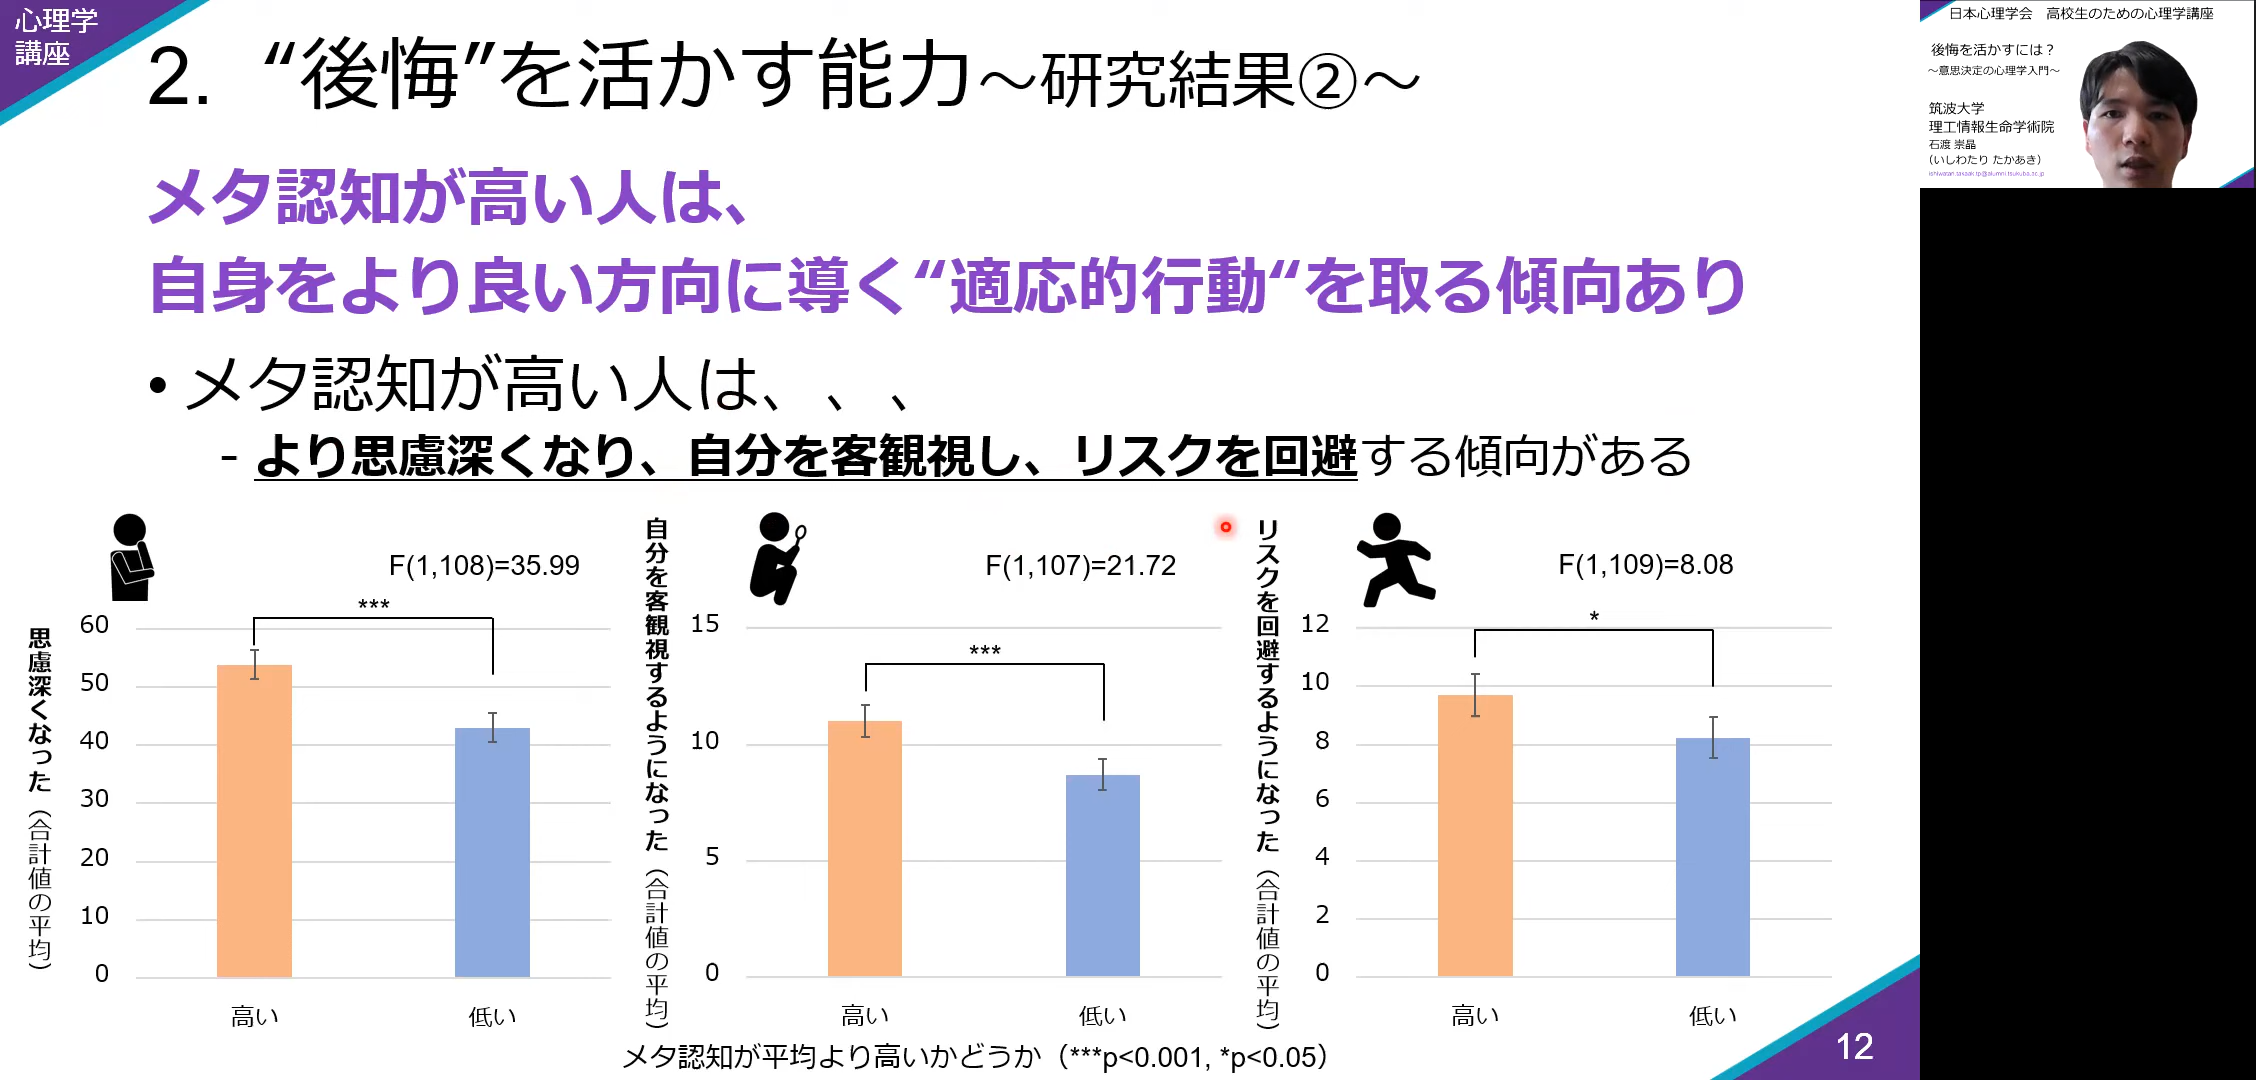 心理学
講座
2. “後悔”を活かす能力～研究結果②～
メタ認知が高い人は、
自身をより良い方向に導く“適応的行動“を取る傾向あり
• メタ認知が高い人は、、、
- より思慮深くなり、自分を客観視し、リスクを回避する傾向がある
思慮深くなった（合計値の平均）
F(1,108)=35.99
***
60
50
40
30
20
10
0
高い
低い
自分を客観視するようになった（合計値の平均）
F(1,107)=21.72
***
15
10
5
0
高い
低い
リスクを回避するようになった（合計値の平均）
F(1,109)=8.08
*
12
10
8
6
4
2
0
高い
低い
メタ認知が平均より高いかどうか（***p<0.001, *p<0.05）
12
日本心理学会　高校生のための心理学講座
後悔を活かすには？
～意思決定の心理学入門～
筑波大学
理工情報生命学術院
石渡 崇晶
（いしわたり たかあき）